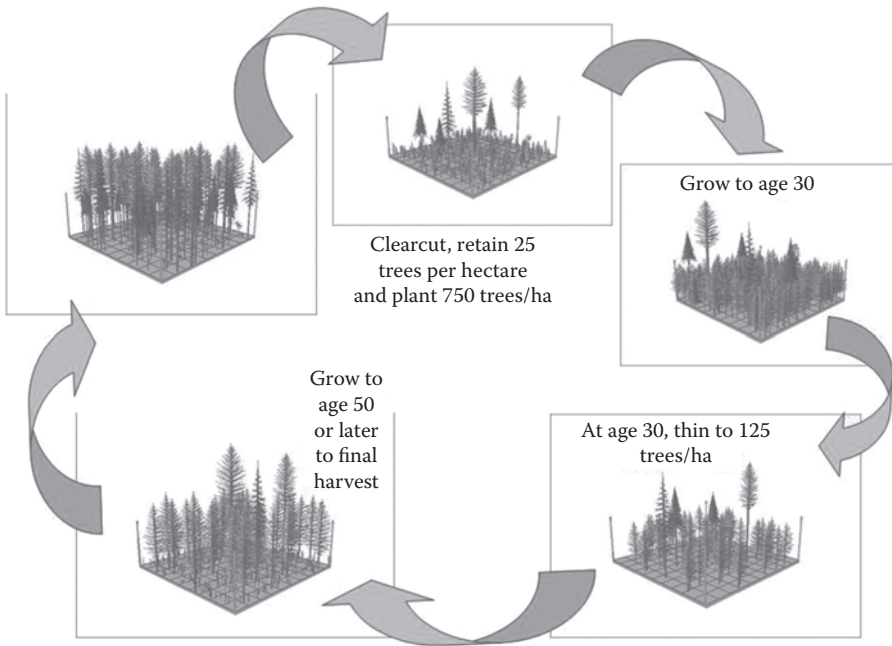 Clearcut, retain 25
trees per hectare
and plant 750 trees/ha
Grow to age 30
At age 30, thin to 125
trees/ha
Grow to
age 50
or later
to final
harvest